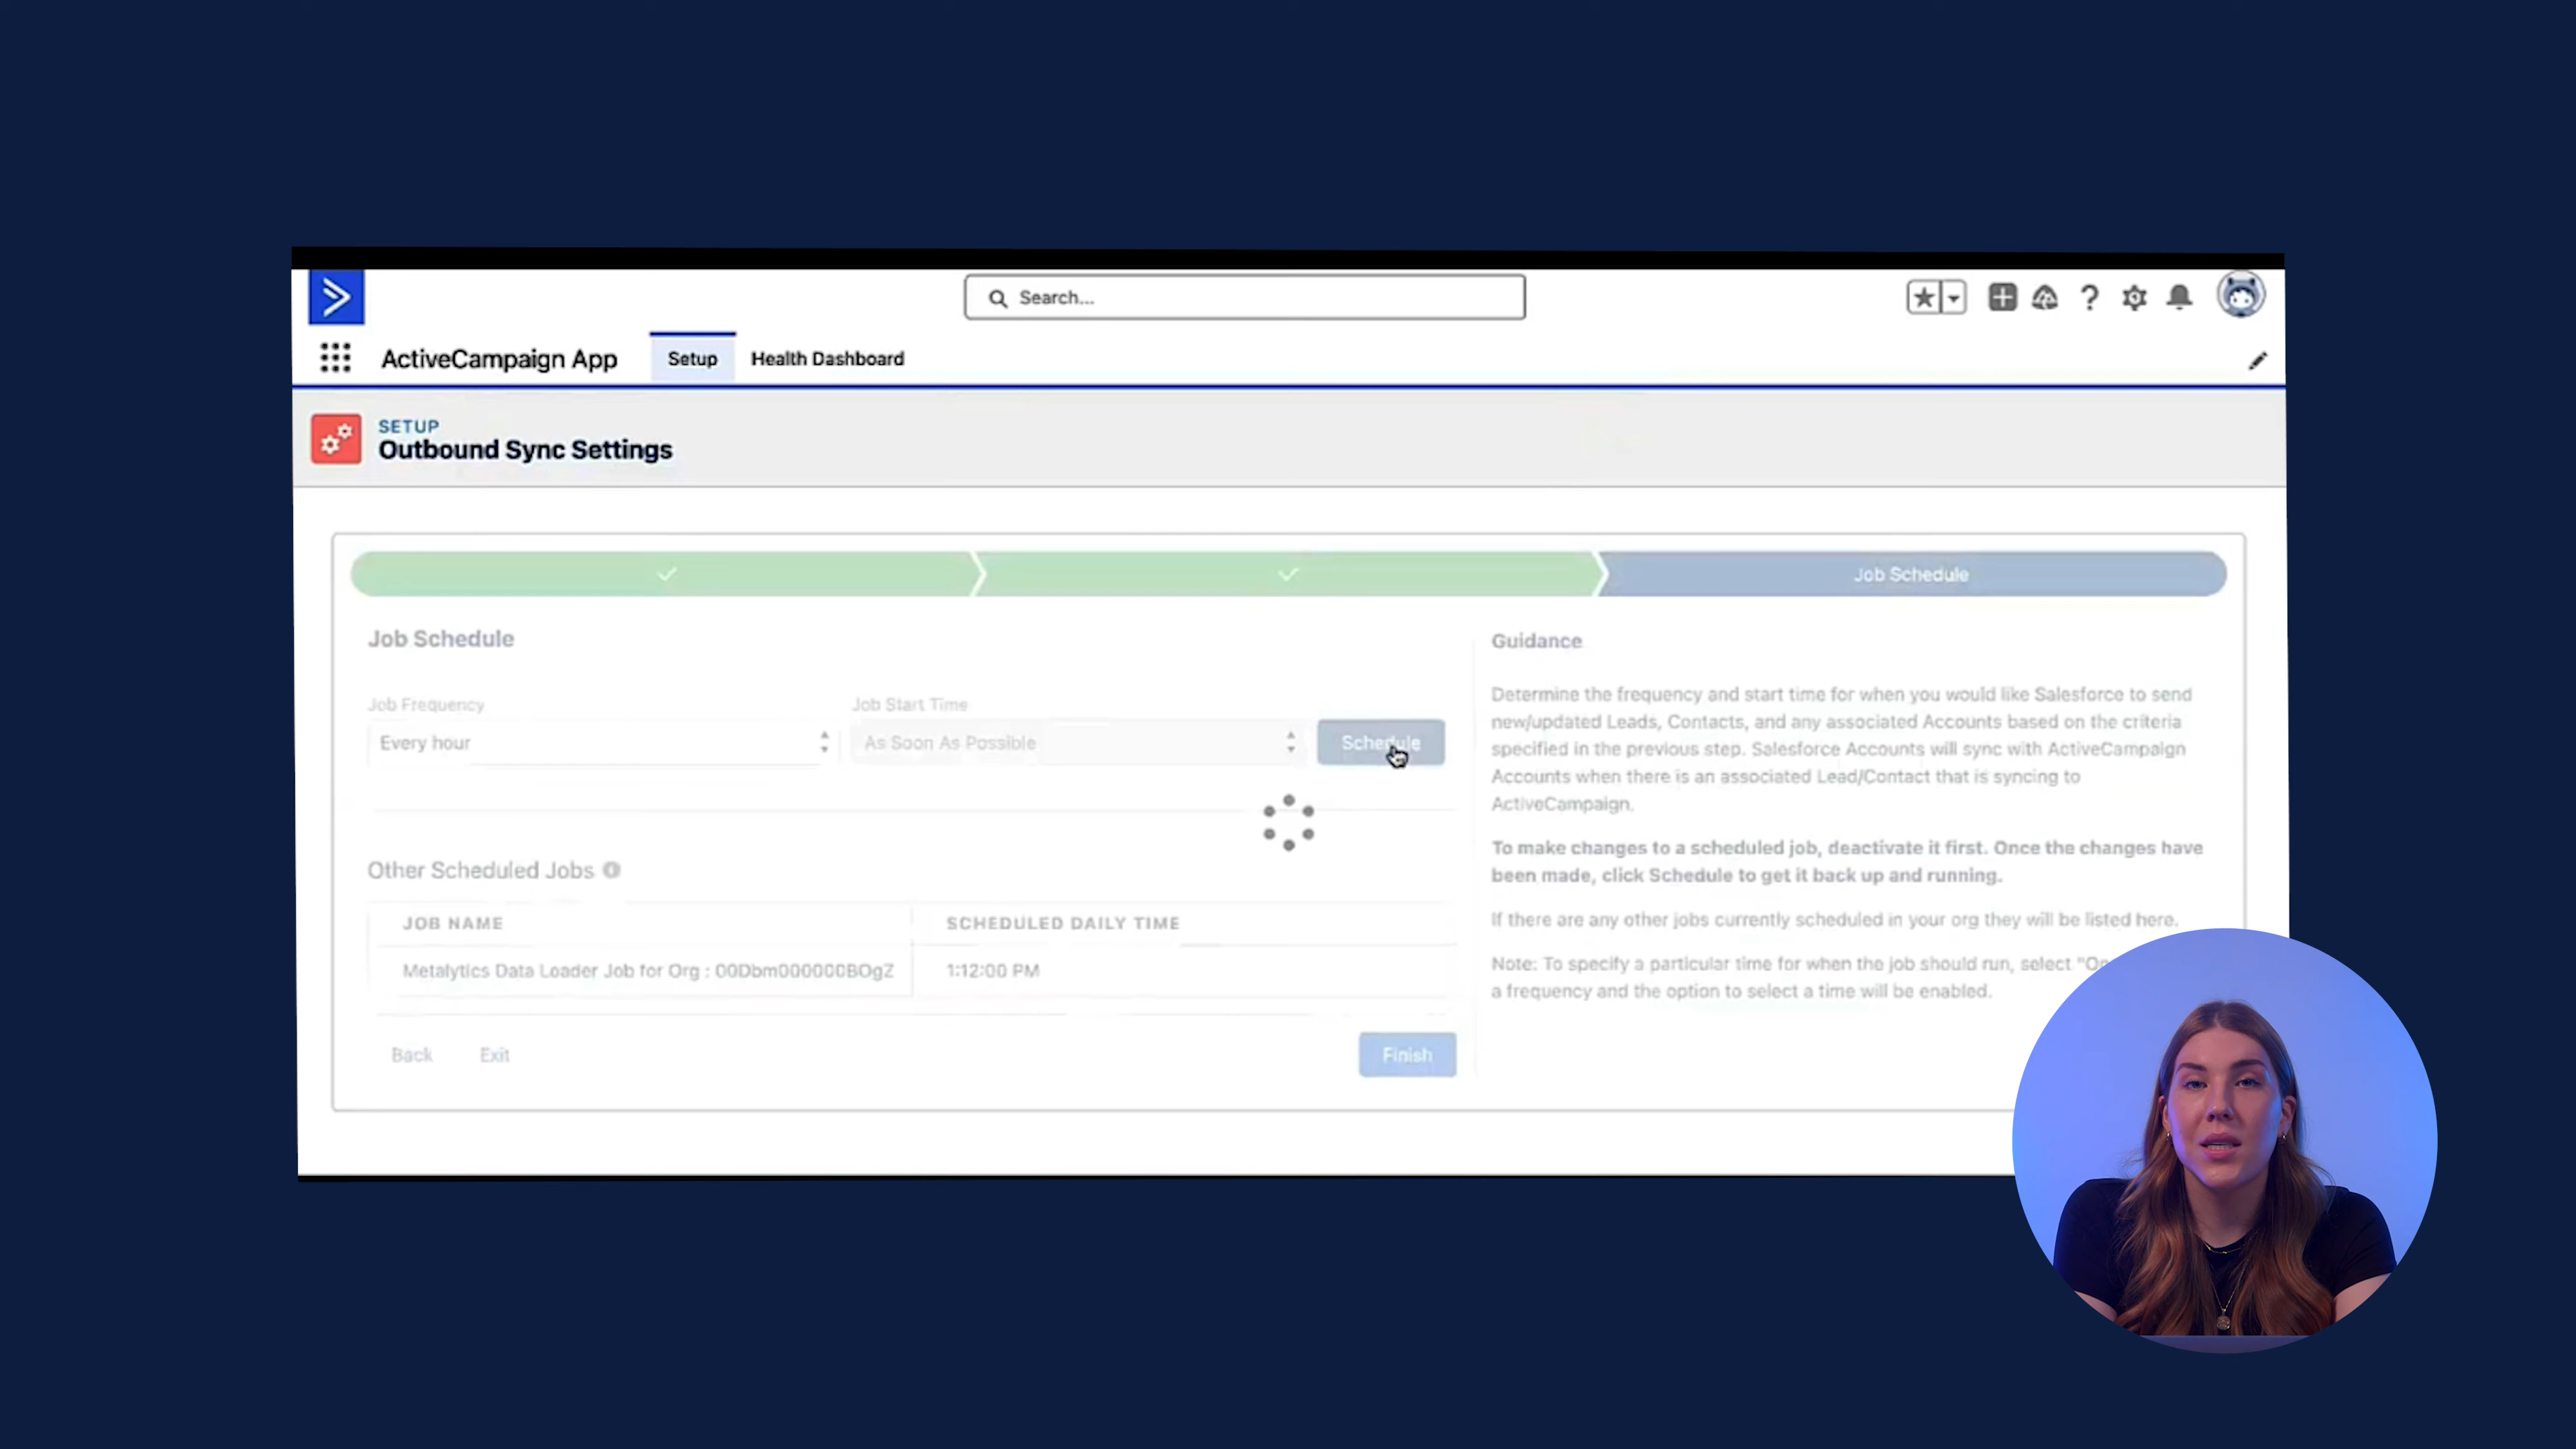 Search...
ActiveCampaign App
Setup
Health Dashboard
SETUP
Outbound Sync Settings
Job Schedule
Job Schedule
Job Frequency
Job Start Time
Every hour
As Soon As Possible
Schedule
Other Scheduled Jobs
JOB NAME
SCHEDULED DAILY TIME
Metalytics Data Loader Job for Org : 00Dbm000000BOgZ
1:12:00 PM
Back
Exit
Finish
Guidance
Determine the frequency and start time for when you would like Salesforce to send
new/updated Leads, Contacts, and any associated Accounts based on the criteria
specified in the previous step. Salesforce Accounts will sync with ActiveCampaign
Accounts when there is an associated Lead/Contact that is syncing to
ActiveCampaign.
To make changes to a scheduled job, deactivate it first. Once the changes have
been made, click Schedule to get it back up and running.
If there are any other jobs currently scheduled in your org they will be listed here.
Note: To specify a particular time for when the job should run, select
a frequency and the option to select a time will be enabled.